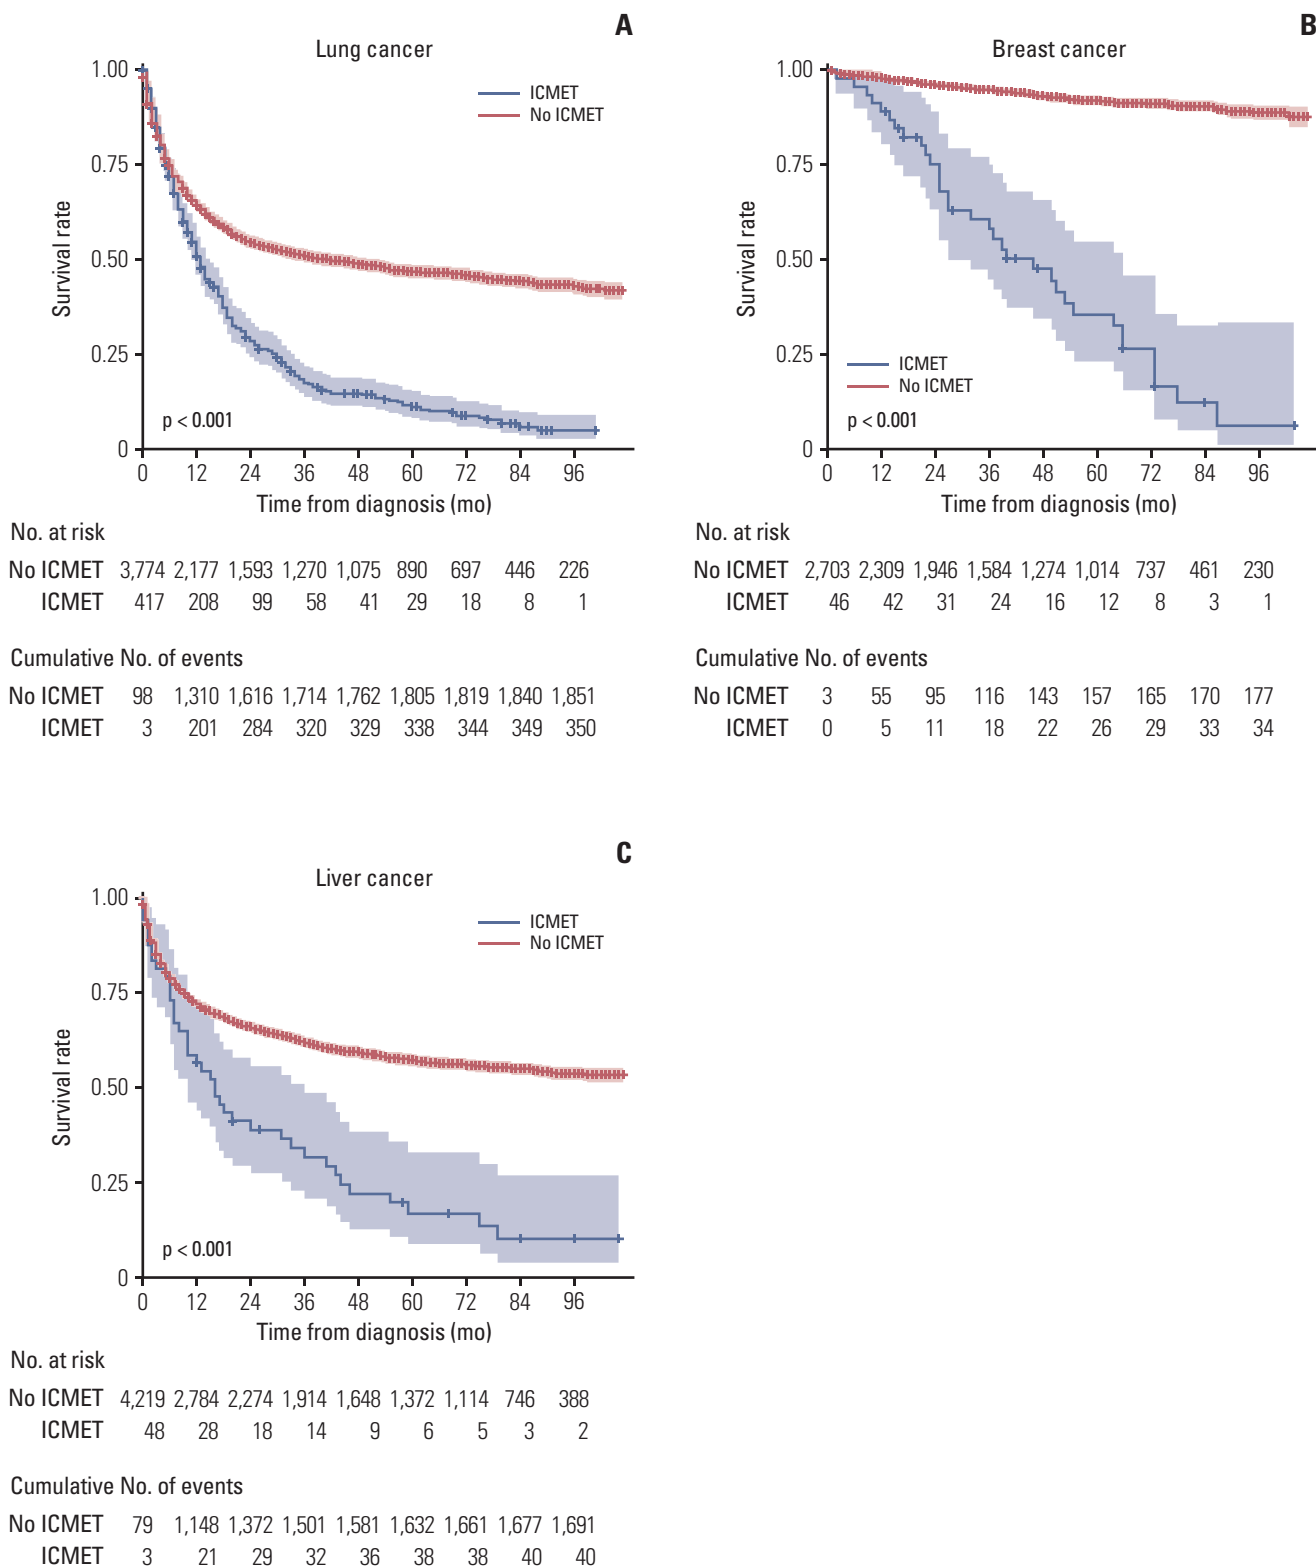 A
Lung cancer
1.00
0.75
0.50
0.25
0
Survival rate
ICMET
No ICMET
p < 0.001
0 12 24 36 48 60 72 84 96
Time from diagnosis (mo)
No. at risk
No ICMET 3,774 2,177 1,593 1,270 1,075 890 697 446 226
ICMET 417 208 99 58 41 29 18 8 1
Cumulative No. of events
No ICMET 98 1,310 1,616 1,714 1,762 1,805 1,819 1,840 1,851
ICMET 3 201 284 320 329 338 344 349 350
B
Breast cancer
1.00
0.75
0.50
0.25
0
Survival rate
ICMET
No ICMET
p < 0.001
0 12 24 36 48 60 72 84 96
Time from diagnosis (mo)
No. at risk
No ICMET 2,703 2,309 1,946 1,584 1,274 1,014 737 461 230
ICMET 46 42 31 24 16 12 8 3 1
Cumulative No. of events
No ICMET 3 55 95 116 143 157 165 170 177
ICMET 0 5 11 18 22 26 29 33 34
C
Liver cancer
1.00
0.75
0.50
0.25
0
Survival rate
ICMET
No ICMET
p < 0.001
0 12 24 36 48 60 72 84 96
Time from diagnosis (mo)
No. at risk
No ICMET 4,219 2,784 2,274 1,914 1,648 1,372 1,114 746 388
ICMET 48 28 18 14 9 6 5 3 2
Cumulative No. of events
No ICMET 79 1,148 1,372 1,501 1,581 1,632 1,661 1,677 1,691
ICMET 3 21 29 32 36 38 38 40 40